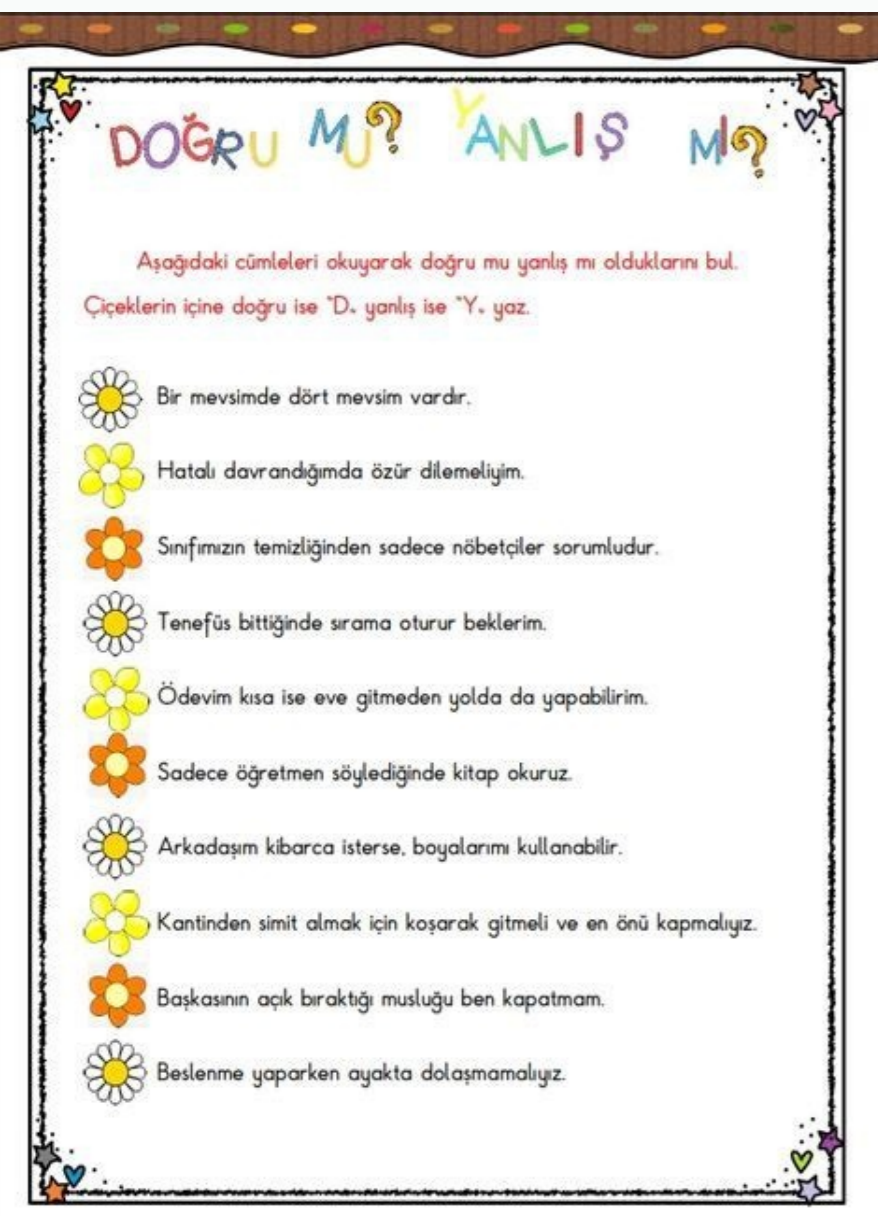 DOĞRU MU? YANLIŞ MI?
Aşağıdaki cümleleri okuyarak doğru mu yanlış mı olduklarını bul.
Çiçeklerin içine doğru ise "D„ yanlış ise "Y„ yaz.
Bir mevsimde dört mevsim vardır.
Hatalı davrandığımda özür dilemeliyim.
Sınıfımızın temizliğinden sadece nöbetçiler sorumludur.
Tenefüs bittiğinde sırama oturur beklerim.
Ödevim kısa ise eve gitmeden yolda da yapabilirim.
Sadece öğretmen söylediğinde kitap okuruz.
Arkadaşım kibarca isterse, boyalarımı kullanabilir.
Kantinden simit almak için koşarak gitmeli ve en önü kapmalıyız.
Başkasının açık bıraktığı musluğu ben kapatmam.
Beslenme yaparken ayakta dolaşmamalıyız.